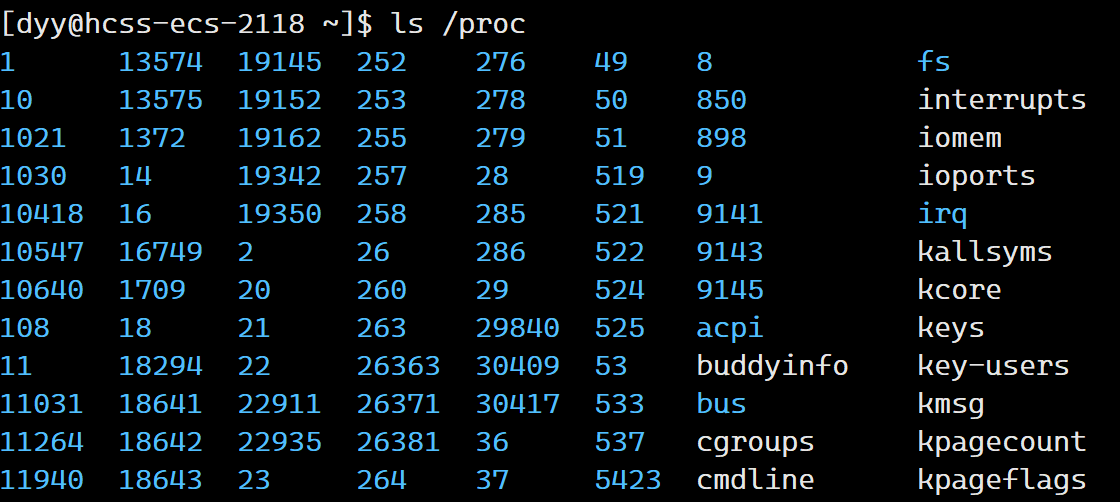 [dyy@hcss-ecs-2118 ~]$ ls /proc
1 13574 19145 252 276 49 8 fs
10 13575 19152 253 278 50 850 interrupts
1021 1372 19162 255 279 51 898 iomem
1030 14 19342 257 28 519 9 ioports
10418 16 19350 258 285 521 9141 irq
10547 16749 2 26 286 522 9143 kallsyms
10640 1709 20 260 29 524 9145 kcore
108 18 21 263 29840 525 acpi keys
11 18294 22 26363 30409 53 buddyinfo key-users
11031 18641 22911 26371 30417 533 bus kmsg
11264 18642 22935 26381 36 537 cgroups kpagecount
11940 18643 23 264 37 5423 cmdline kpageflags